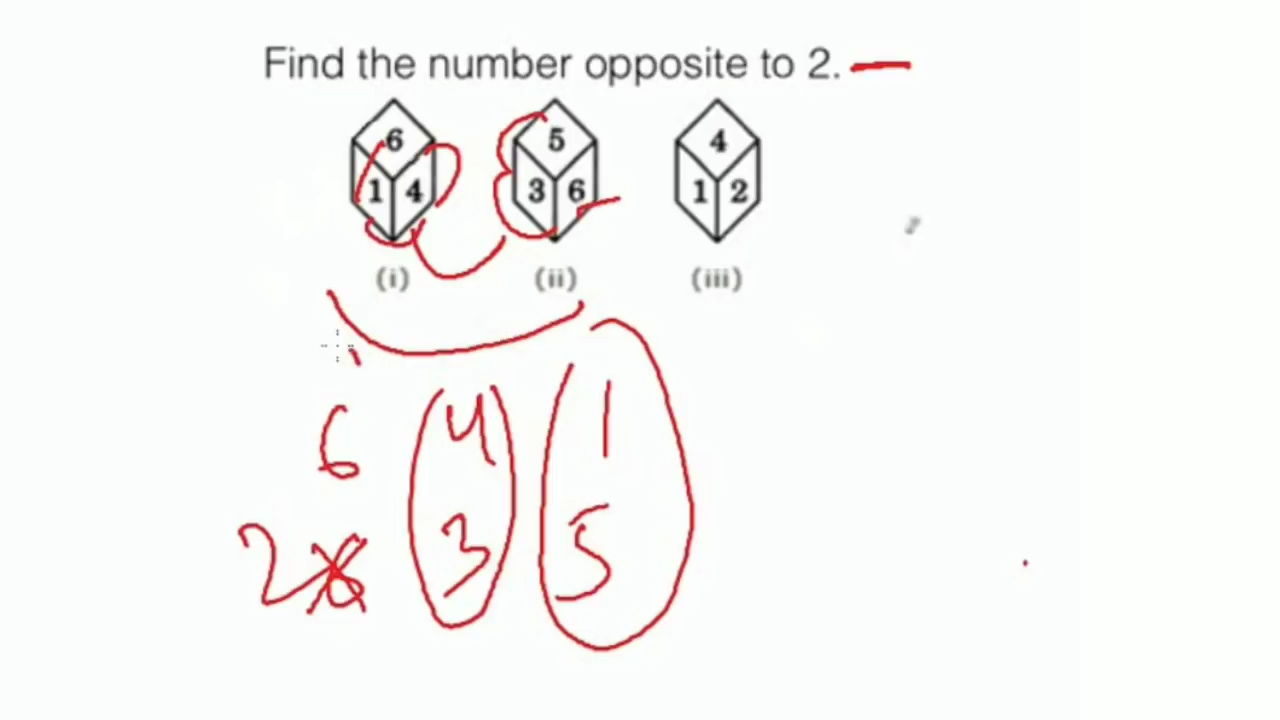 Find the number opposite to 2.
6 5 4
1 4 3 6 1 2
(i) (ii) (iii)
6 4 1
2 3 5